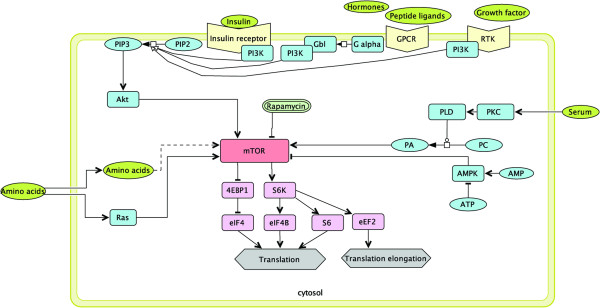 Hormones
Insulin
Peptide ligands
Growth factor
Insulin receptor
PI3K
PI3K
Gbl
G alpha
GPCR
RTK
PI3K
PIP3
PIP2
Akt
Rapamycin
PLD
PKC
Serum
mTOR
PA
PC
Amino acids
Amino acids
AMPK
AMP
ATP
Ras
4EBP1
S6K
eIF4
eIF4B
S6
eEF2
Translation
Translation elongation
cytosol